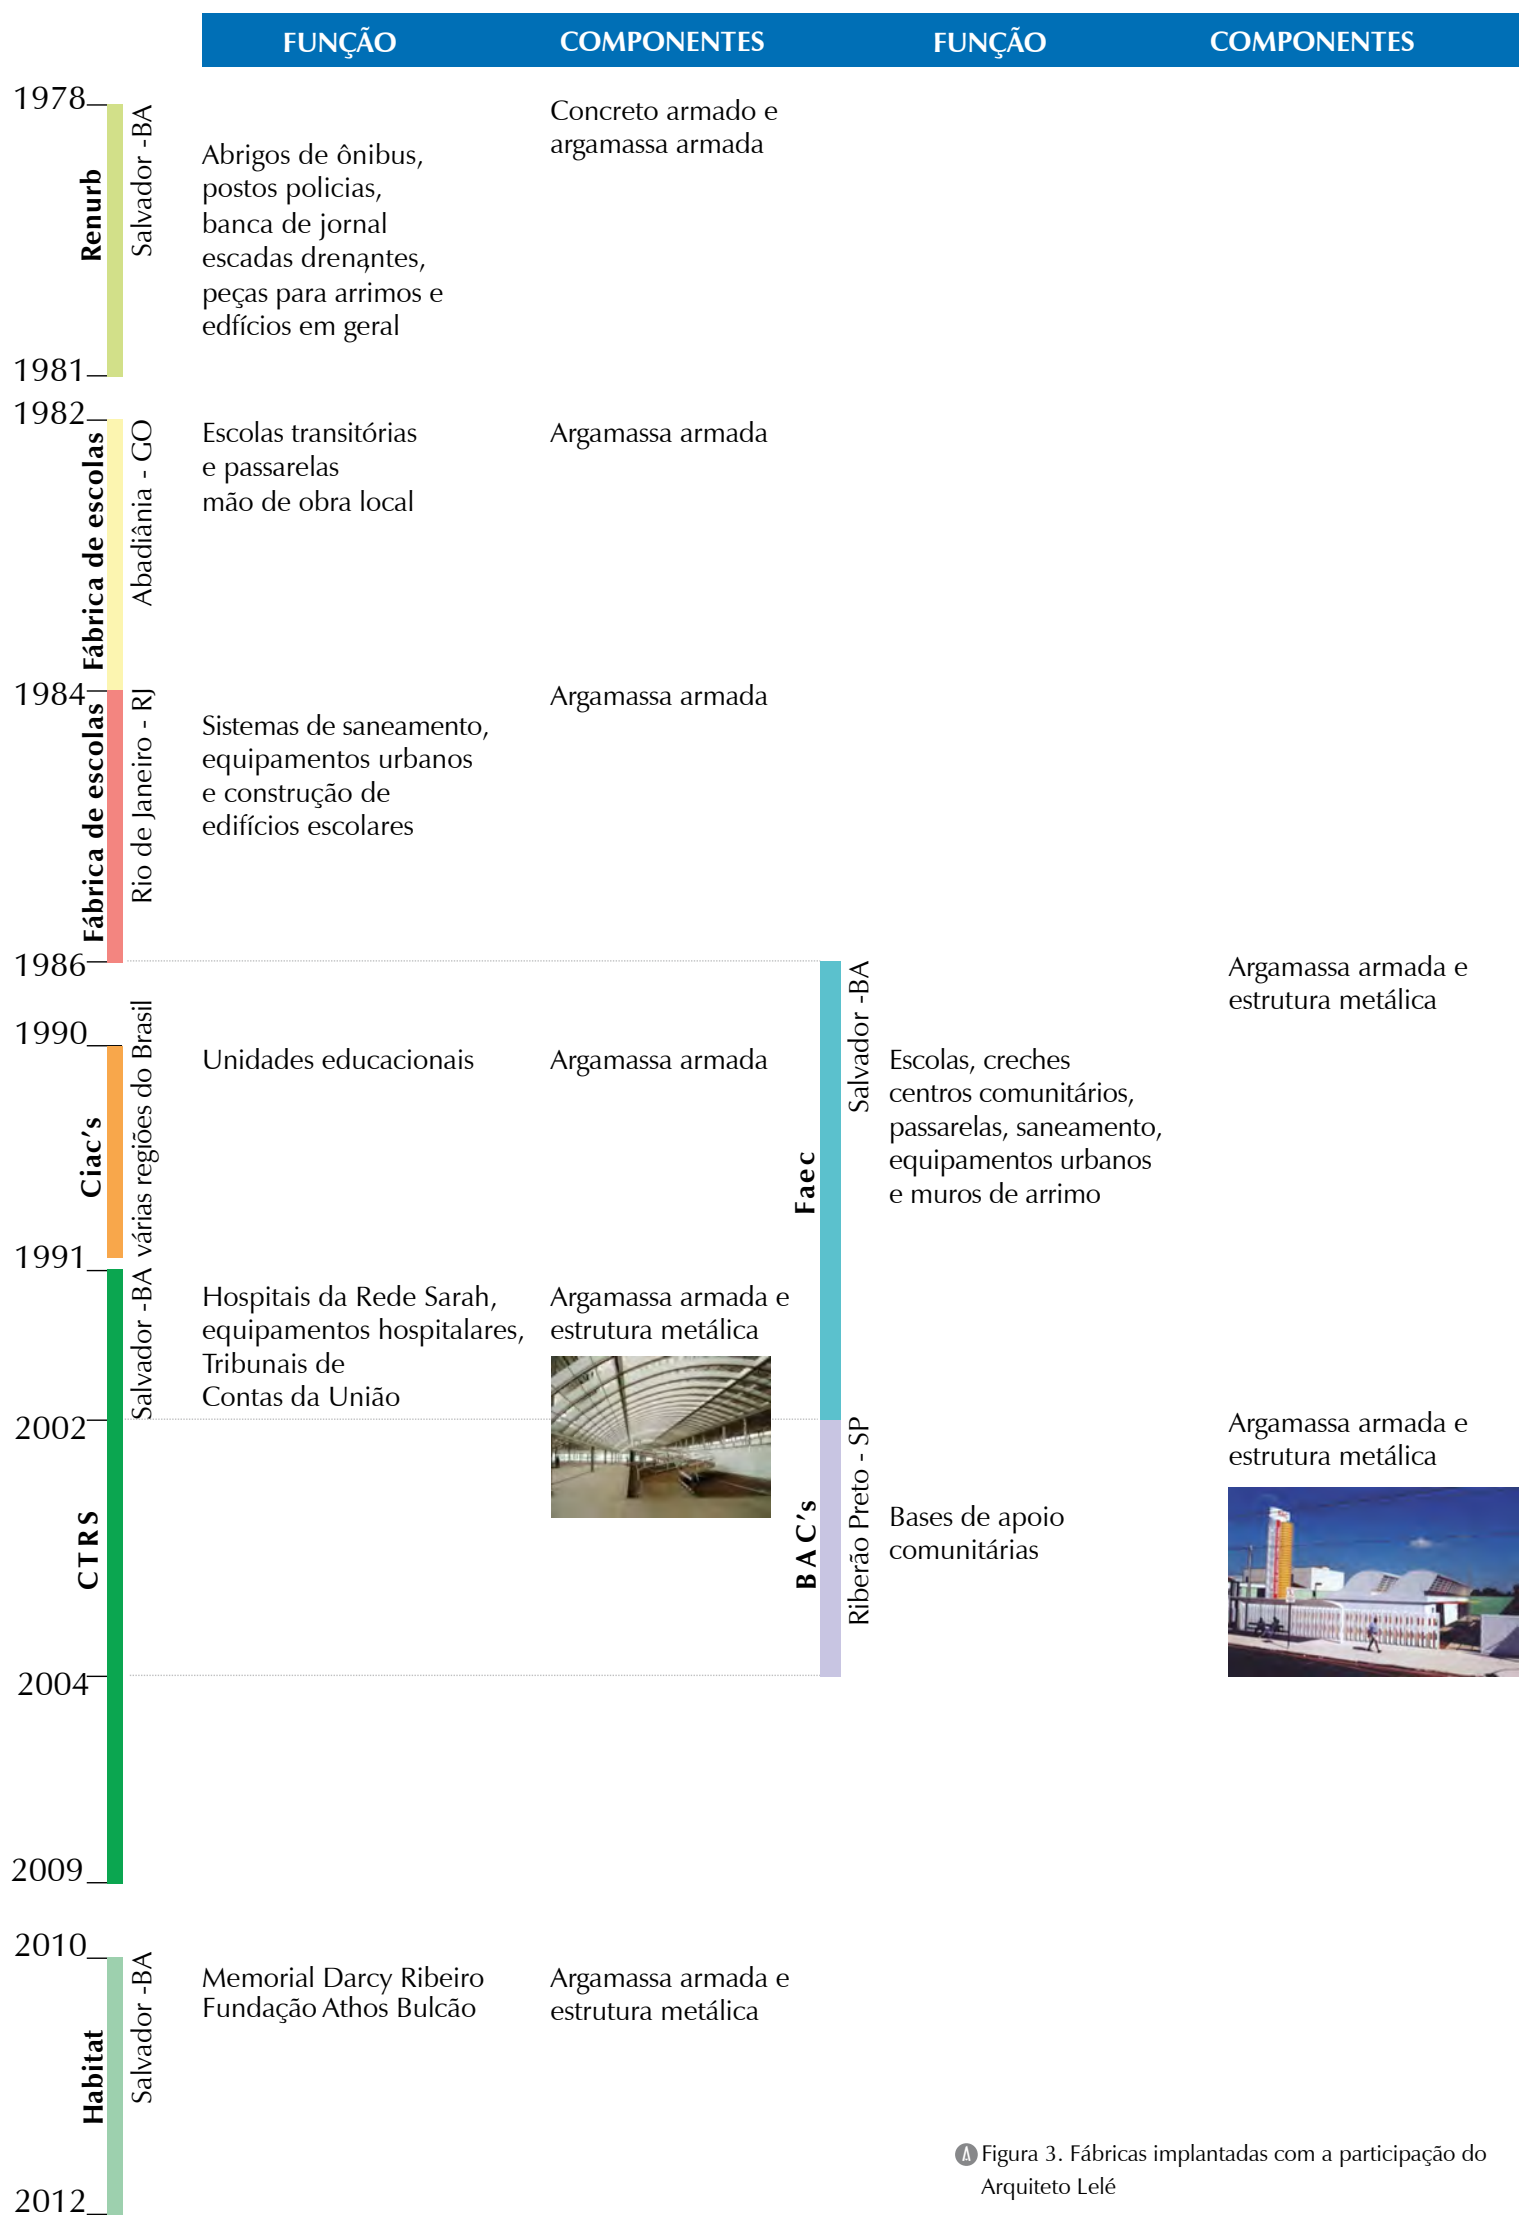 FUNÇÃO COMPONENTES FUNÇÃO COMPONENTES
1978
Renurb
Salvador -BA
Abrigos de ônibus,
postos policias,
banca de jornal
escadas drenantes,
peças para arrimos e
edfícios em geral
Concreto armado e
argamassa armada
1981
1982
Fábrica de escolas
Abadiânia - GO
Escolas transitórias
e passarelas
mão de obra local
Argamassa armada
1984
Fábrica de escolas
Rio de Janeiro - RJ
Sistemas de saneamento,
equipamentos urbanos
e construção de
edifícios escolares
Argamassa armada
1986
Faec
Salvador -BA
Escolas, creches
centros comunitários,
passarelas, saneamento,
equipamentos urbanos
e muros de arrimo
Argamassa armada e
estrutura metálica
1990
Ciac’s
várias regiões do Brasil
Unidades educacionais
Argamassa armada
1991
CTRS
Salvador -BA
Hospitais da Rede Sarah,
equipamentos hospitalares,
Tribunais de
Contas da União
Argamassa armada e
estrutura metálica
2002
BAC’s
Riberão Preto - SP
Bases de apoio
comunitárias
Argamassa armada e
estrutura metálica
2004
2009
2010
Habitat
Salvador -BA
Memorial Darcy Ribeiro
Fundação Athos Bulcão
Argamassa armada e
estrutura metálica
2012
Figura 3. Fábricas implantadas com a participação do
Arquiteto Lelé